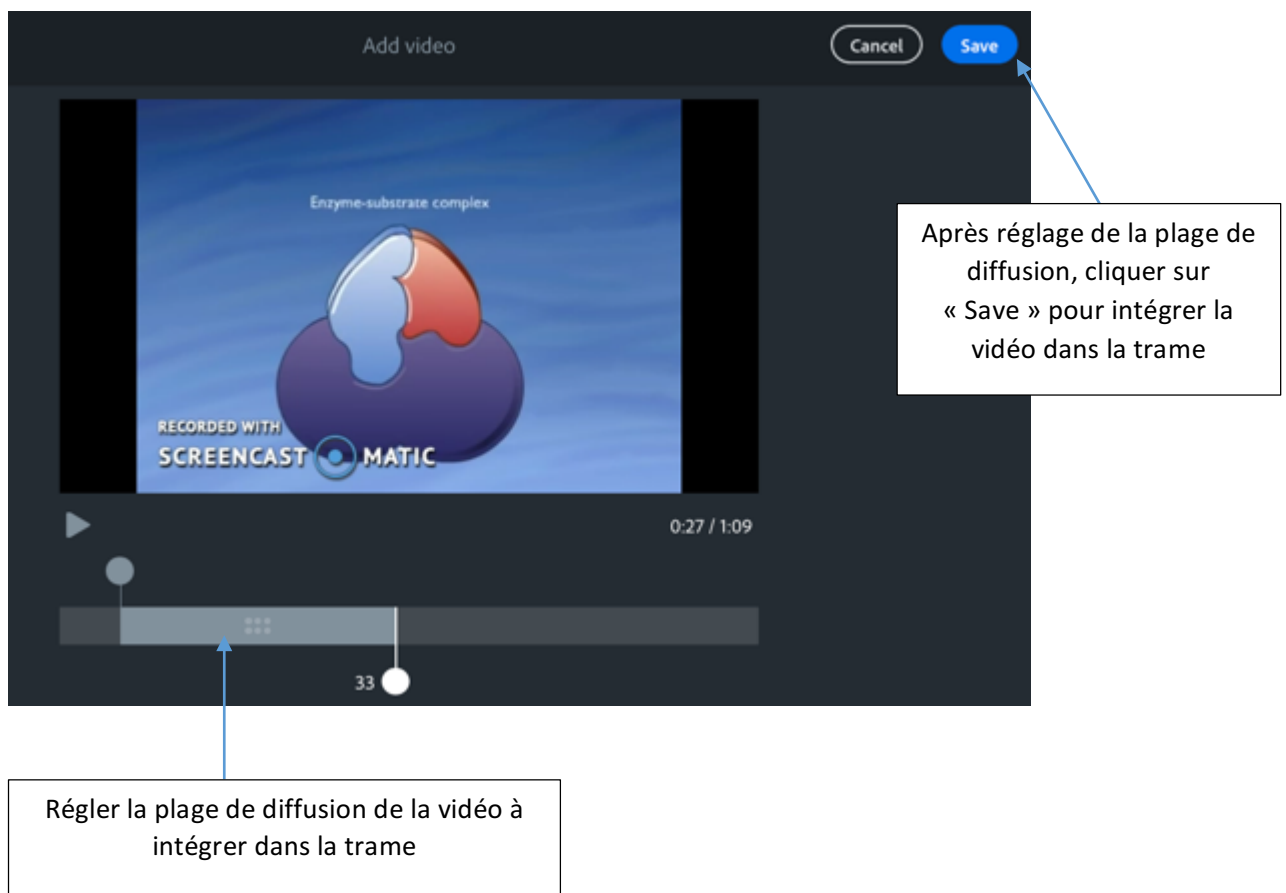 Add video
Cancel
Save
Enzyme-substrate complex
RECORDED WITH
SCREENCAST MATIC
0:27 / 1:09
33
Après réglage de la plage de
diffusion, cliquer sur
« Save » pour intégrer la
vidéo dans la trame
Régler la plage de diffusion de la vidéo à
intégrer dans la trame